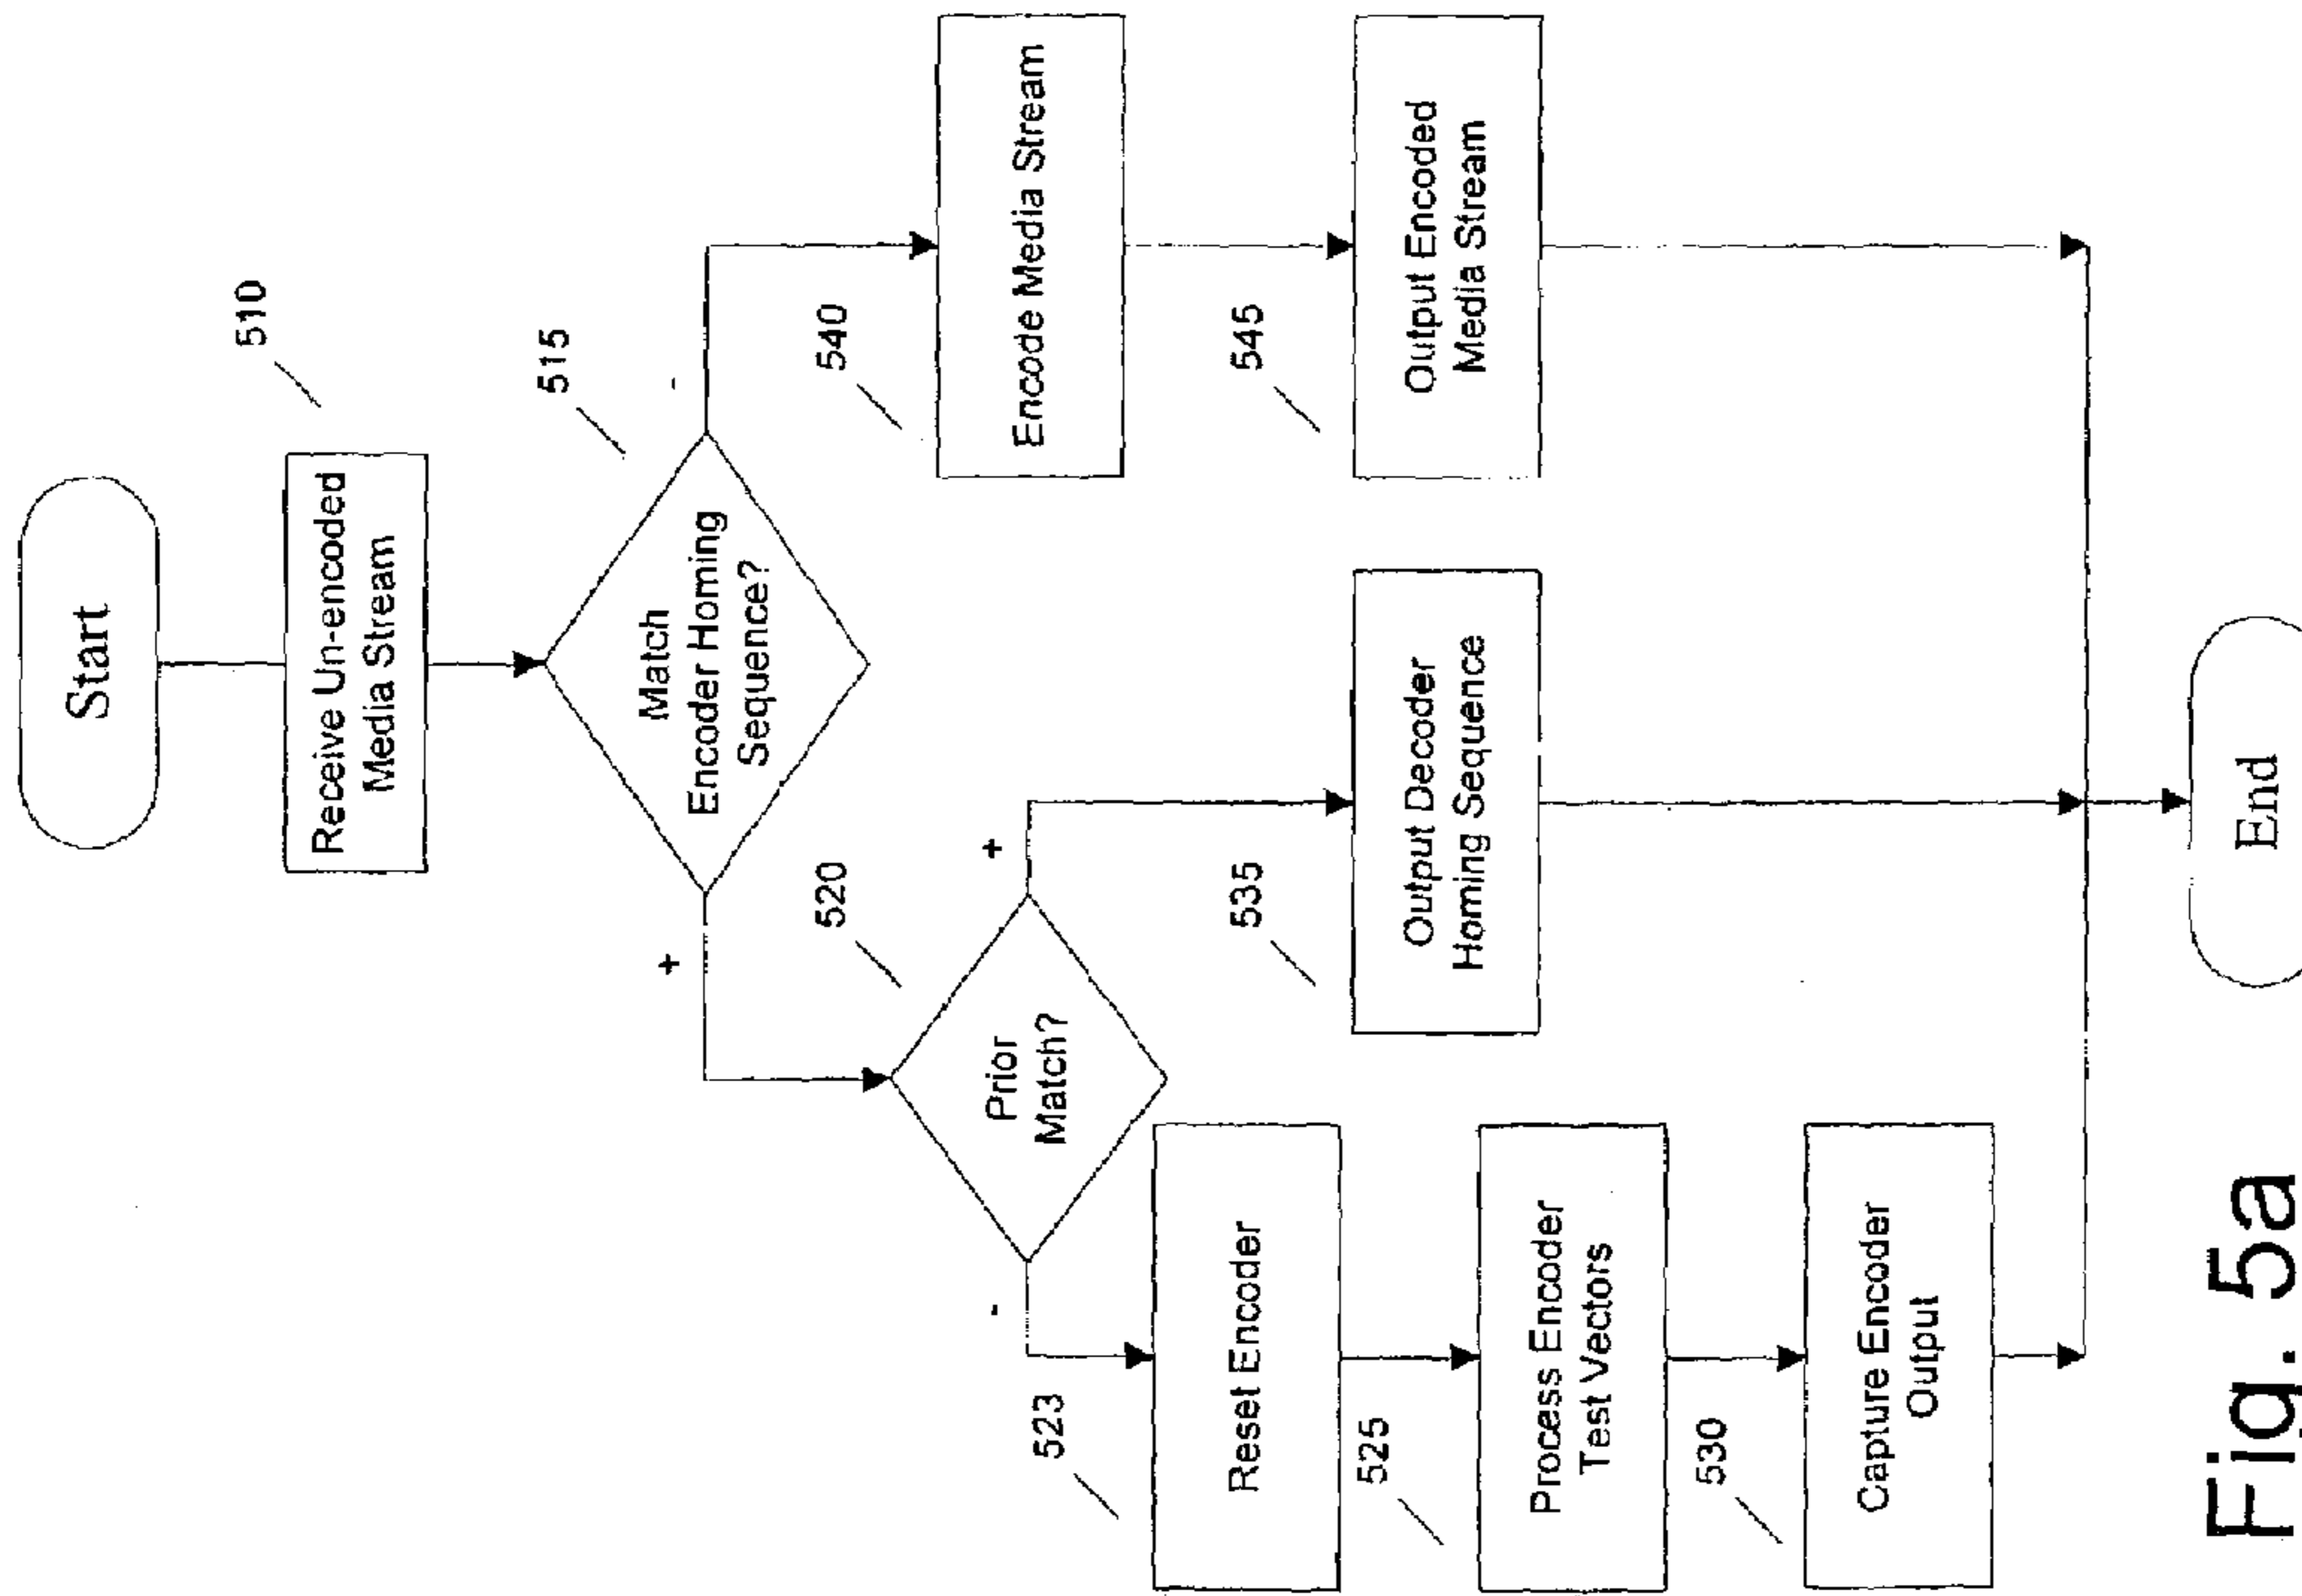 Start
510
Receive Un-encoded
Media Stream
515
Match
Encoder Homing
Sequence?
+
-
520
Prior
Match?
-
+
540
Encode Media Stream
523
Reset Encoder
535
Output Decoder
Homing Sequence
545
Output Encoded
Media Stream
525
Process Encoder
Test Vectors
530
Capture Encoder
Output
End
Fig. 5a